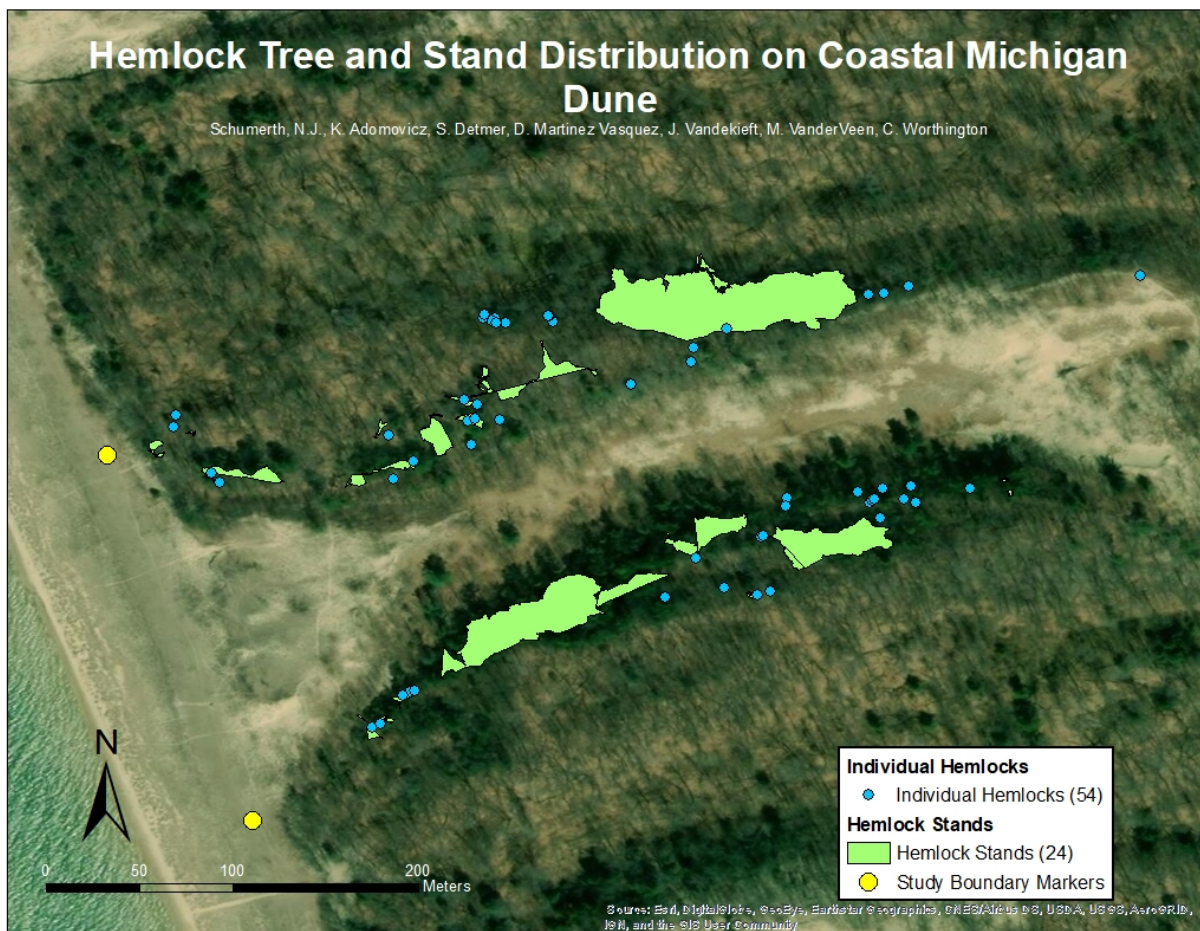 Hemlock Tree and Stand Distribution on Coastal Michigan
Dune
Schumerth, N.J., K. Adomovicz, S. Detmer, D. Martinez Vasquez, J. Vandekieft, M. VanderVeen, C. Worthington
N
0 50 100 200
Meters
Individual Hemlocks
Individual Hemlocks (54)
Hemlock Stands
Hemlock Stands (24)
Study Boundary Markers
Source: Esri, DigitalGlobe, GeoEye, Earthstar Geographics, CNES/Airbus DS, USDA, USGS, AeroGRID,
IGN, and the GIS User Community